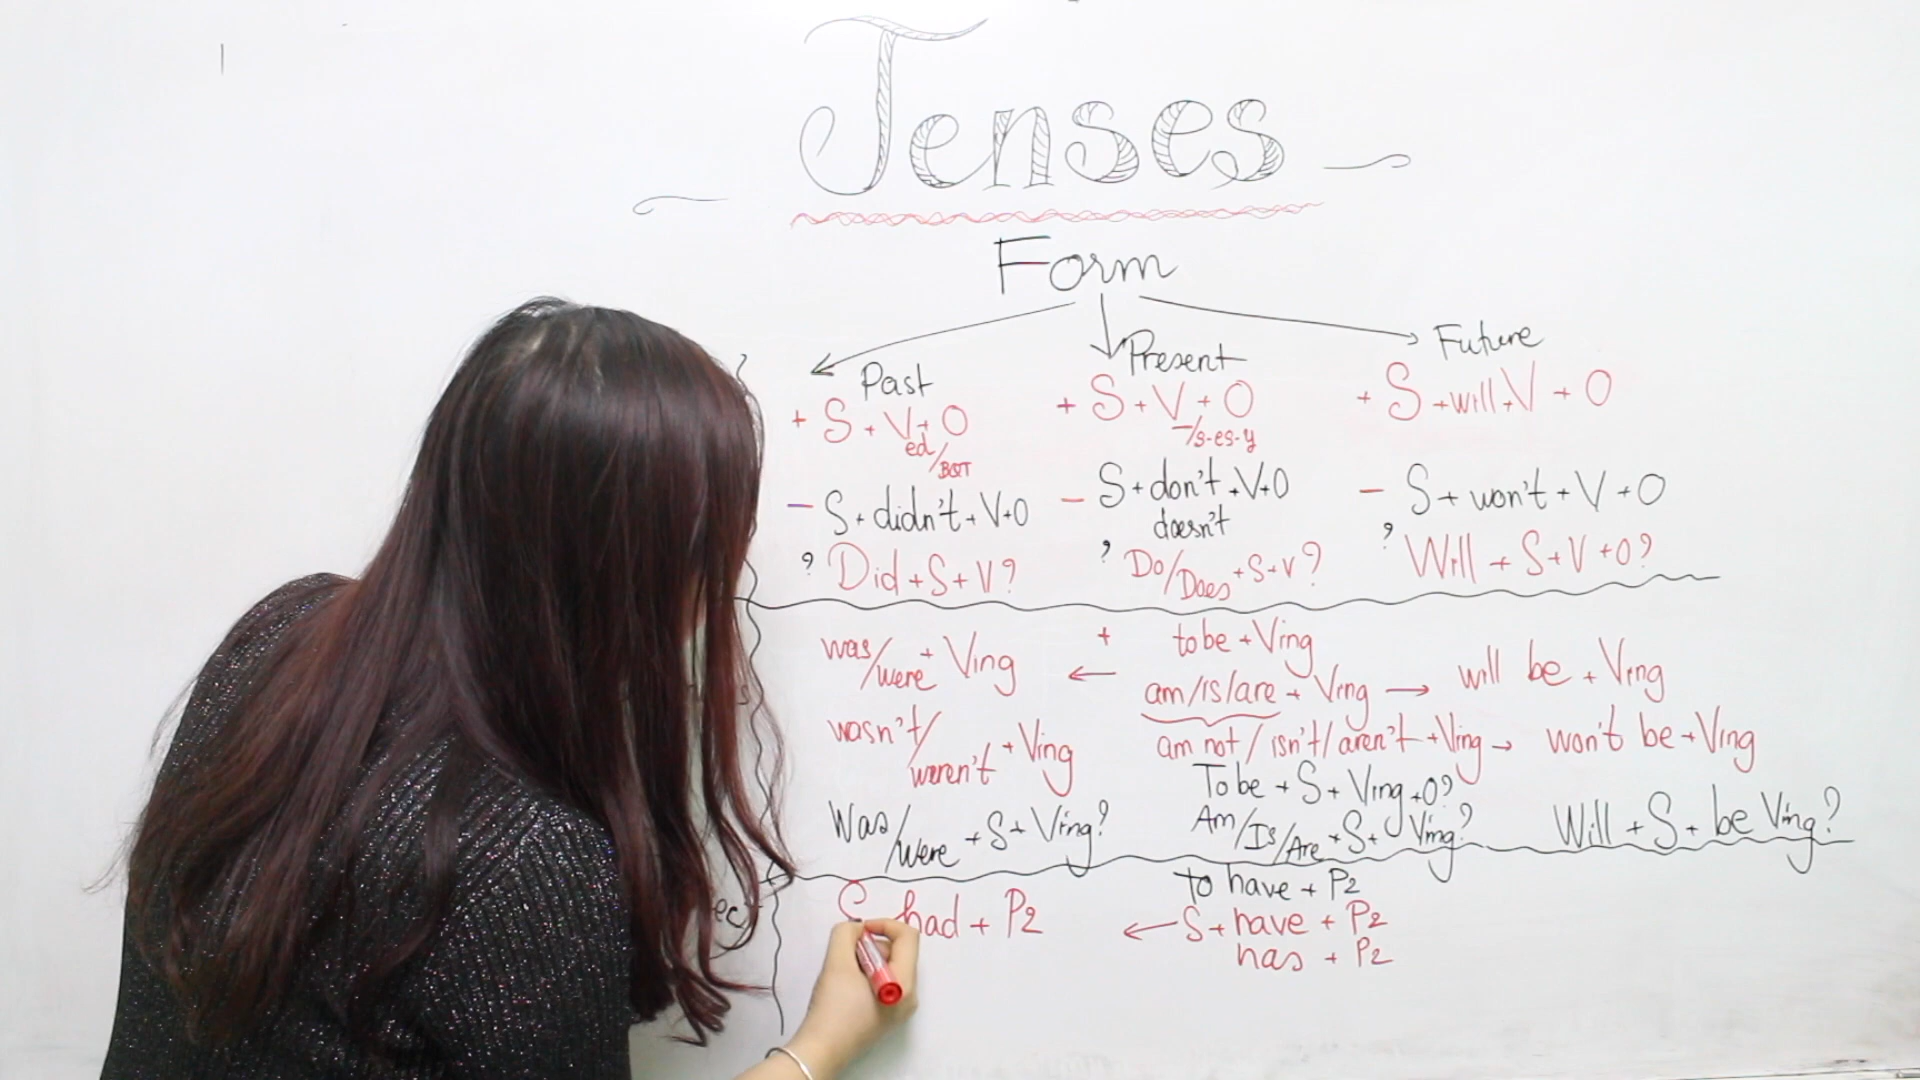 Tenses
Form
Past
Present
Future
+ S + V + O
ed/BQT
+ S + V + O
-/s-es-y
+ S + will + V + O
- S + didn't + V + O
- S + don't + V + O
doesn't
- S + won't + V + O
? Did + S + V?
? Do/Does + S + V?
? Will + S + V + O?
was/were + Ving
+ to be + Ving
← am/is/are + Ving → will be + Ving
wasn't/weren't + Ving
am not / isn't / aren't + Ving → won't be + Ving
To be + S + Ving + O?
Was/Were + S + Ving?
Am/Is/Are + S + Ving?
Will + S + be Ving?
to have + P2
S had + P2
← S + have + P2
has + P2